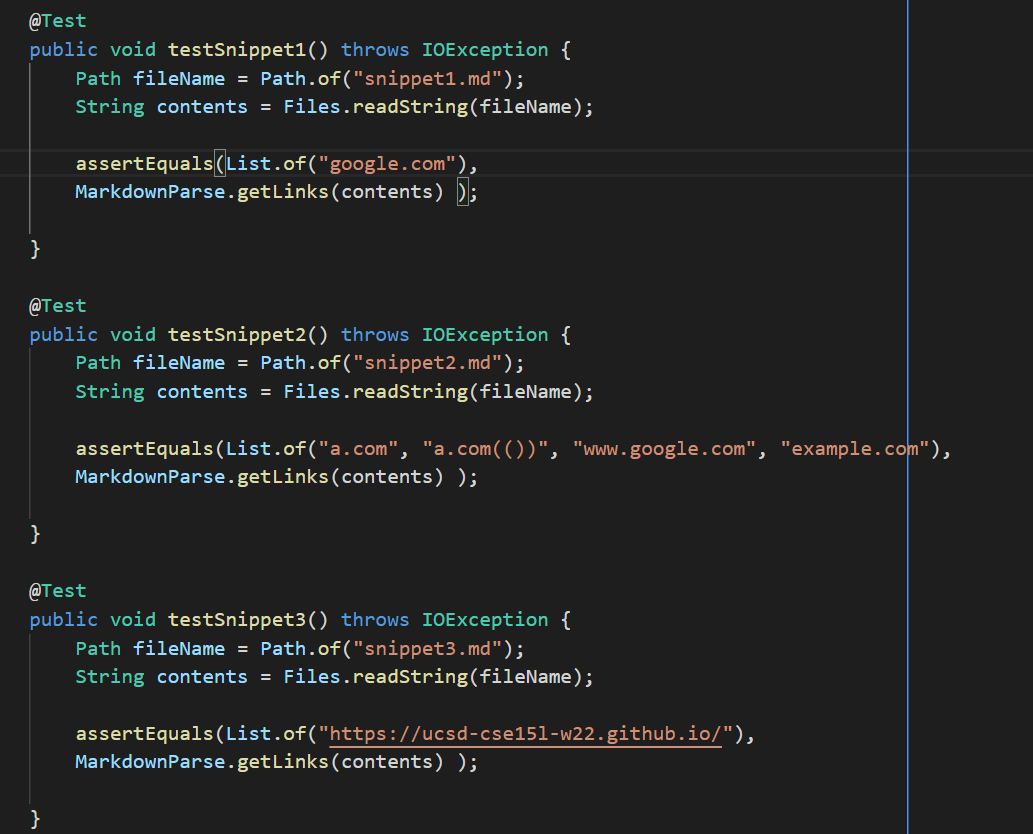 @Test
public void testSnippet1() throws IOException {
    Path fileName = Path.of("snippet1.md");
    String contents = Files.readString(fileName);

    assertEquals(List.of("google.com"),
    MarkdownParse.getLinks(contents) );

}

@Test
public void testSnippet2() throws IOException {
    Path fileName = Path.of("snippet2.md");
    String contents = Files.readString(fileName);

    assertEquals(List.of("a.com", "a.com(())", "www.google.com", "example.com"),
    MarkdownParse.getLinks(contents) );

}

@Test
public void testSnippet3() throws IOException {
    Path fileName = Path.of("snippet3.md");
    String contents = Files.readString(fileName);

    assertEquals(List.of("https://ucsd-cse15l-w22.github.io/"),
    MarkdownParse.getLinks(contents) );

}